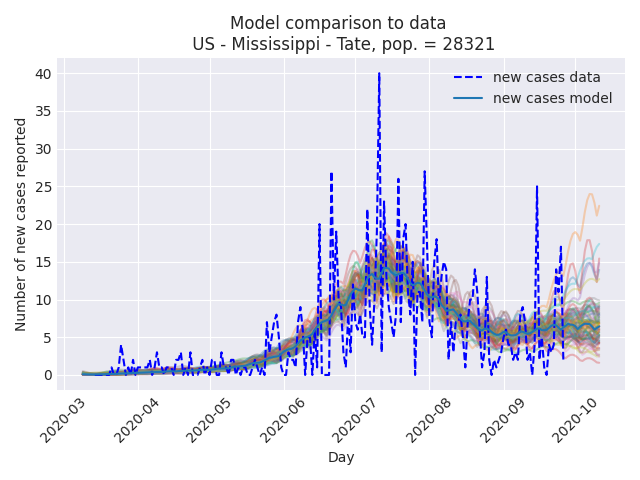 Model comparison to data
US - Mississippi - Tate, pop. = 28321
new cases data
new cases model
Number of new cases reported
40
35
30
25
20
15
10
5
0
2020-03
2020-04
2020-05
2020-06
2020-07
2020-08
2020-09
2020-10
Day